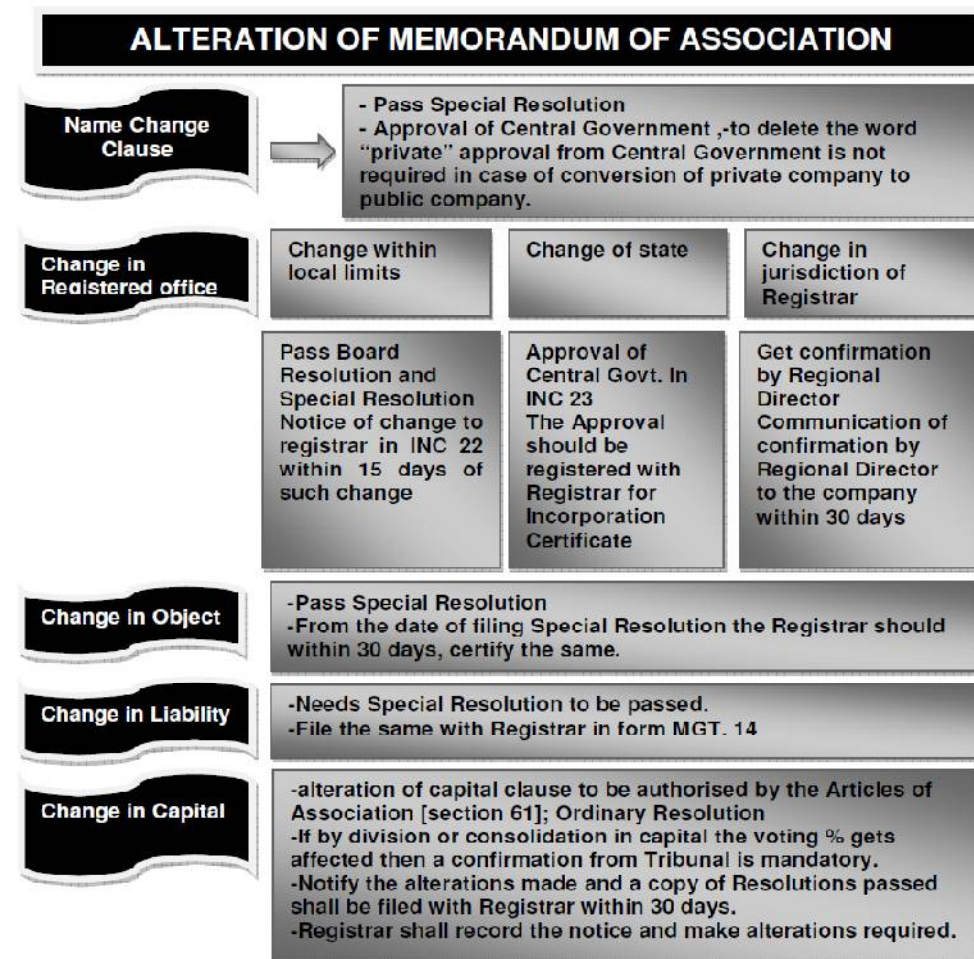 ALTERATION OF MEMORANDUM OF ASSOCIATION
Name Change
Clause
- Pass Special Resolution
- Approval of Central Government ,-to delete the word
“private” approval from Central Government is not
required in case of conversion of private company to
public company.
Change in
Registered office
Change within
local limits
Change of state
Change in
jurisdiction of
Registrar
Pass Board
Resolution and
Special Resolution
Notice of change to
registrar in INC 22
within 15 days of
such change
Approval of
Central Govt. In
INC 23
The Approval
should be
registered with
Registrar for
Incorporation
Certificate
Get confirmation
by Regional
Director
Communication of
confirmation by
Regional Director
to the company
within 30 days
Change in Object
-Pass Special Resolution
-From the date of filing Special Resolution the Registrar should
within 30 days, certify the same.
Change in Liability
-Needs Special Resolution to be passed.
-File the same with Registrar in form MGT. 14
Change in Capital
-alteration of capital clause to be authorised by the Articles of
Association [section 61]; Ordinary Resolution
-If by division or consolidation in capital the voting % gets
affected then a confirmation from Tribunal is mandatory.
-Notify the alterations made and a copy of Resolutions passed
shall be filed with Registrar within 30 days.
-Registrar shall record the notice and make alterations required.